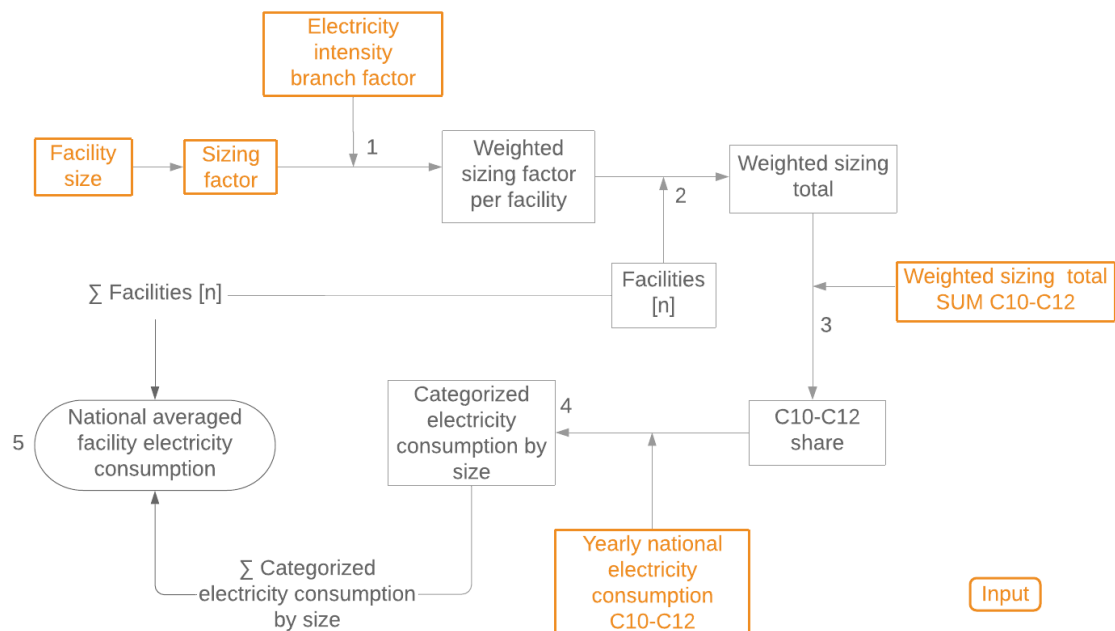 Electricity
intensity
branch factor
Facility
size
Sizing
factor
1
Weighted
sizing factor
per facility
2
Weighted sizing
total
∑ Facilities [n]
Facilities
[n]
Weighted sizing total
SUM C10-C12
3
5
National averaged
facility electricity
consumption
Categorized
electricity
consumption by
size
4
C10-C12
share
∑ Categorized
electricity consumption
by size
Yearly national
electricity
consumption
C10-C12
Input